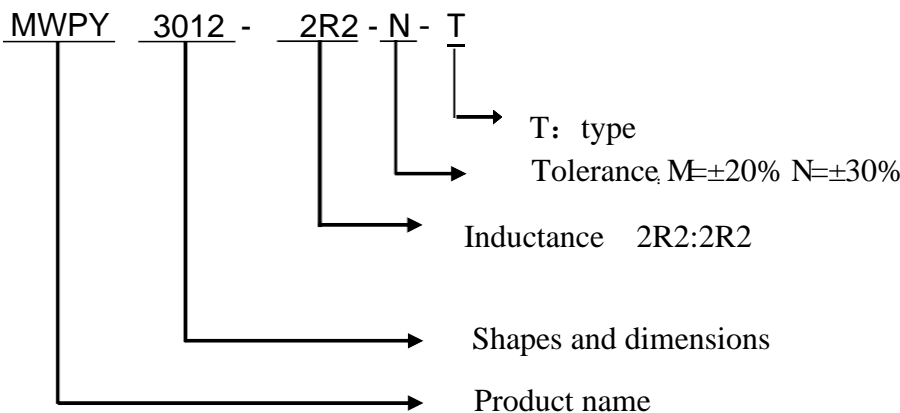 MWPY 3012 - 2R2 - N - T
T： type
Tolerance: M=±20% N=±30%
Inductance 2R2:2R2
Shapes and dimensions
Product name